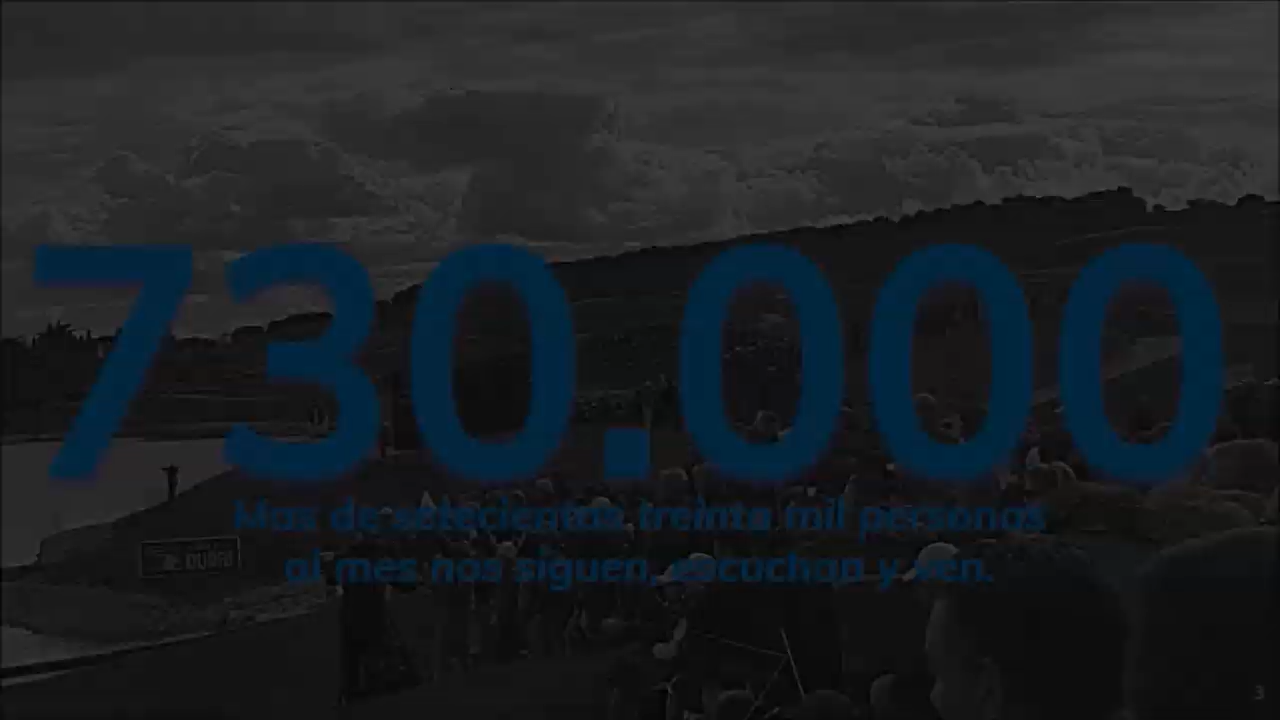 730.000
Mas de setecientas treinta mil personas
al mes nos siguen, escuchan y ven.
3